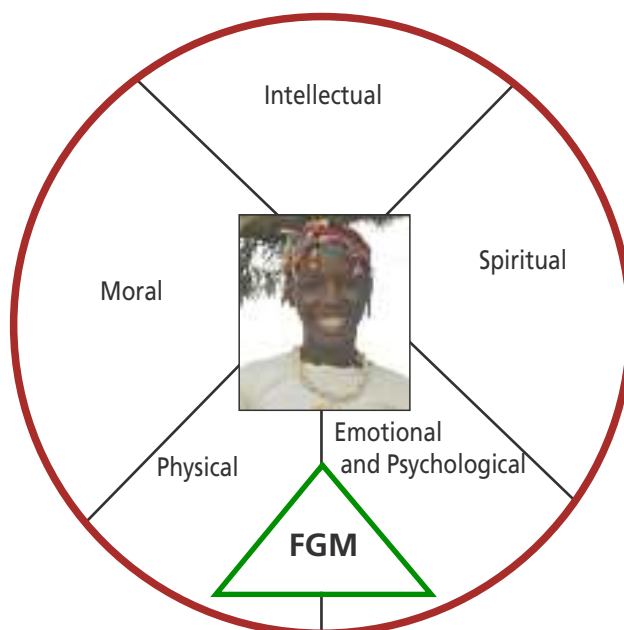 Intellectual
Spiritual
Moral
Emotional
and Psychological
Physical
FGM